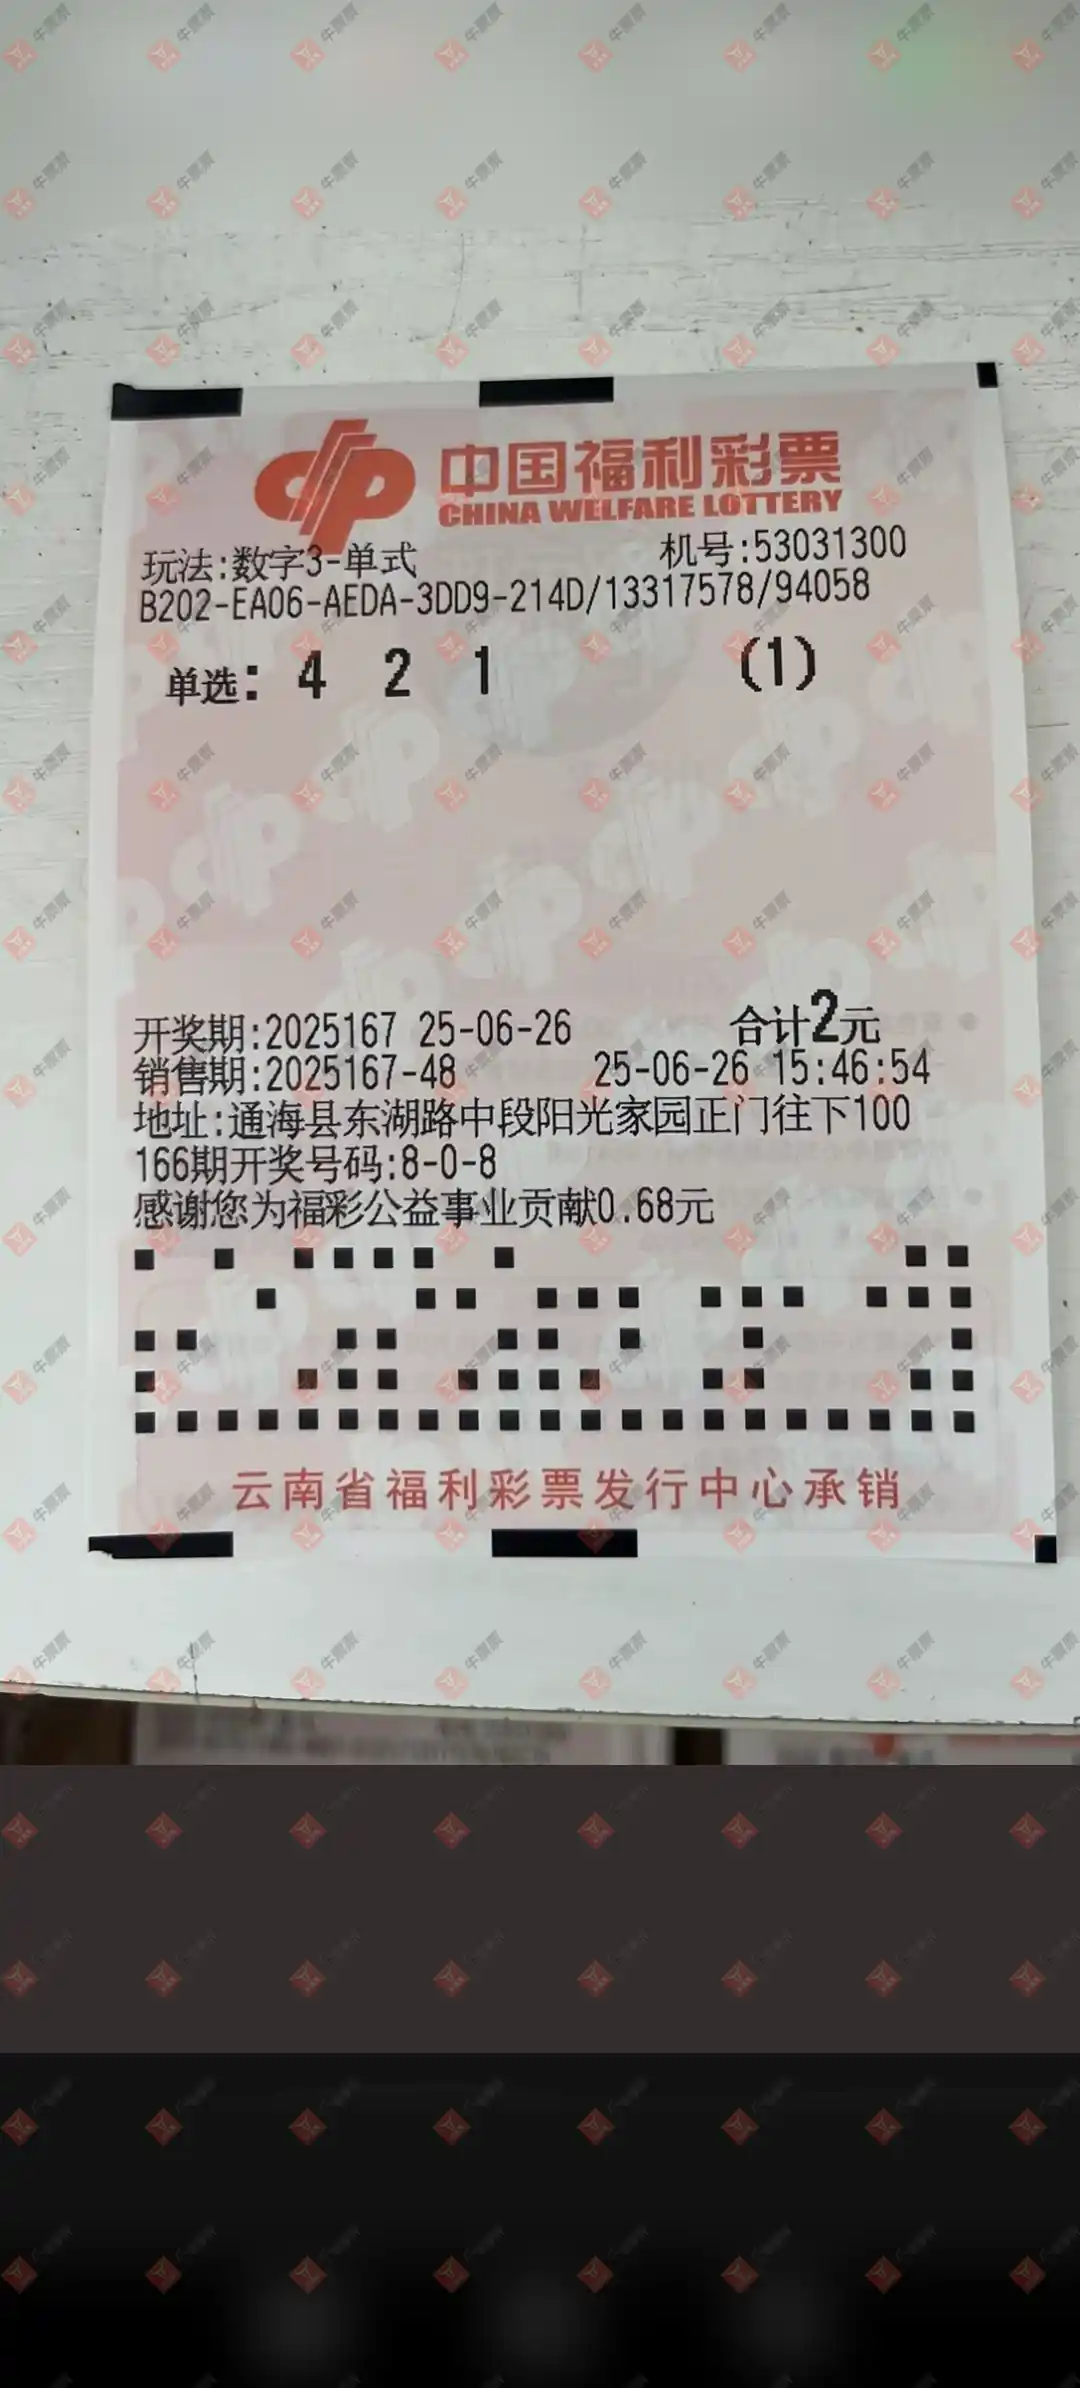 中国福利彩票
CHINA WELFARE LOTTERY
玩法:数字3-单式 机号:53031300
B202-EA06-AEDA-3DD9-214D/13317578/94058
单选: 4 2 1 (1)
开奖期:2025167 25-06-26 合计2元
销售期:2025167-48 25-06-26 15:46:54
地址:通海县东湖路中段阳光家园正门往下100
166期开奖号码:8-0-8
感谢您为福彩公益事业贡献0.68元
云南省福利彩票发行中心承销
牛票票